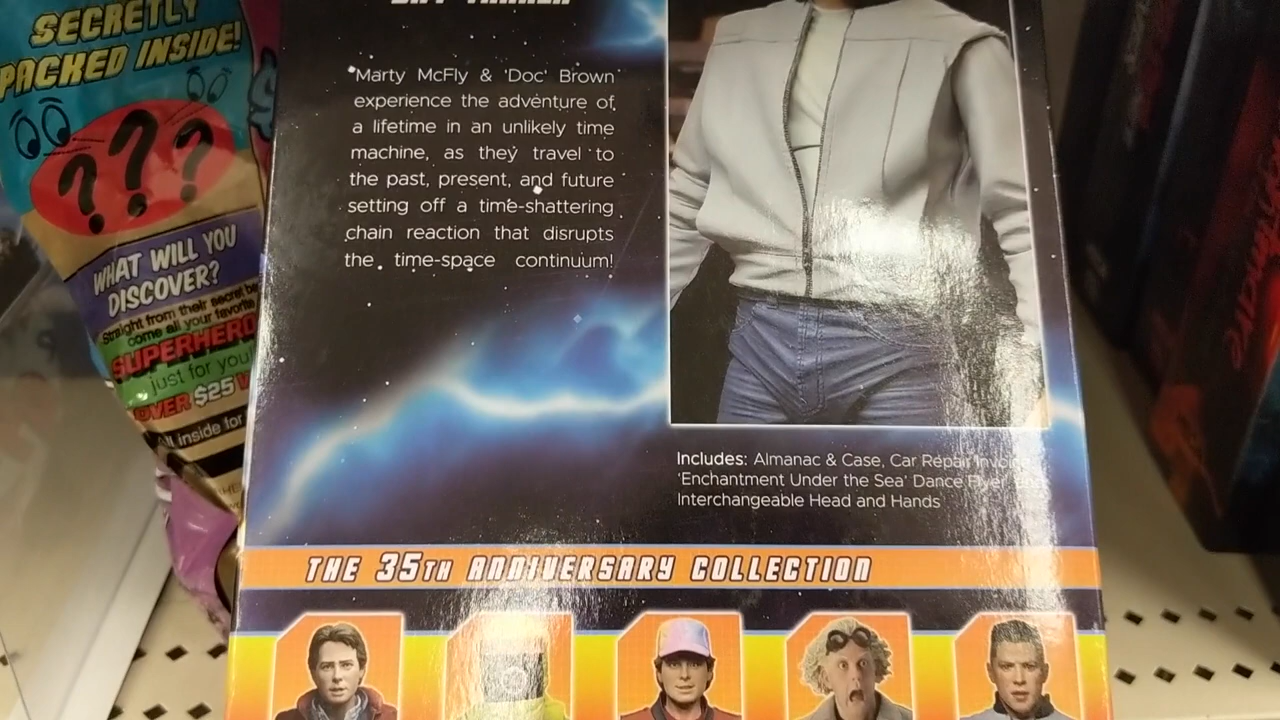 SECRETLY
PACKED INSIDE!
? ? ?
WHAT WILL YOU
DISCOVER?
Straight from their secret
come all your favorite
SUPERHERO
just for you!
OVER $25
All inside for
Marty McFly & 'Doc' Brown
experience the adventure of
a lifetime in an unlikely time
machine, as they travel to
the past, present, and future
setting off a time-shattering
chain reaction that disrupts
the time-space continuum!
Includes: Almanac & Case, Car Repair Invoice,
'Enchantment Under the Sea' Dance Flyer and
Interchangeable Head and Hands
THE 35TH ANNIVERSARY COLLECTION